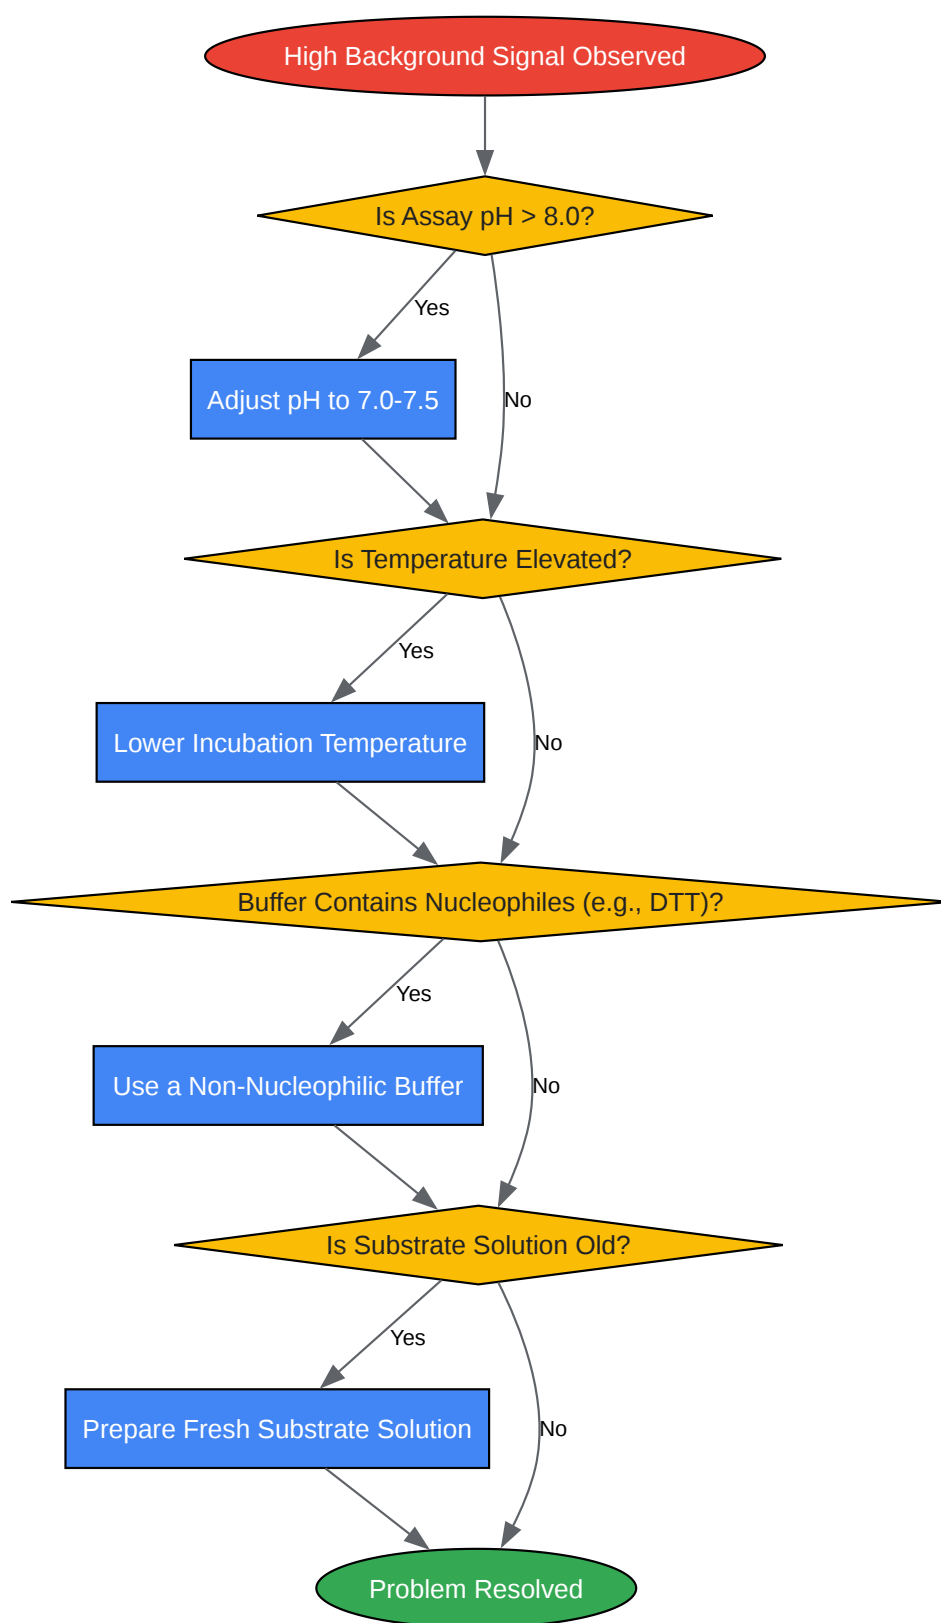 High Background Signal Observed
Is Assay pH > 8.0?
Yes
Adjust pH to 7.0-7.5
No
Is Temperature Elevated?
Yes
Lower Incubation Temperature
No
Buffer Contains Nucleophiles (e.g., DTT)?
Yes
Use a Non-Nucleophilic Buffer
No
Is Substrate Solution Old?
Yes
Prepare Fresh Substrate Solution
No
Problem Resolved